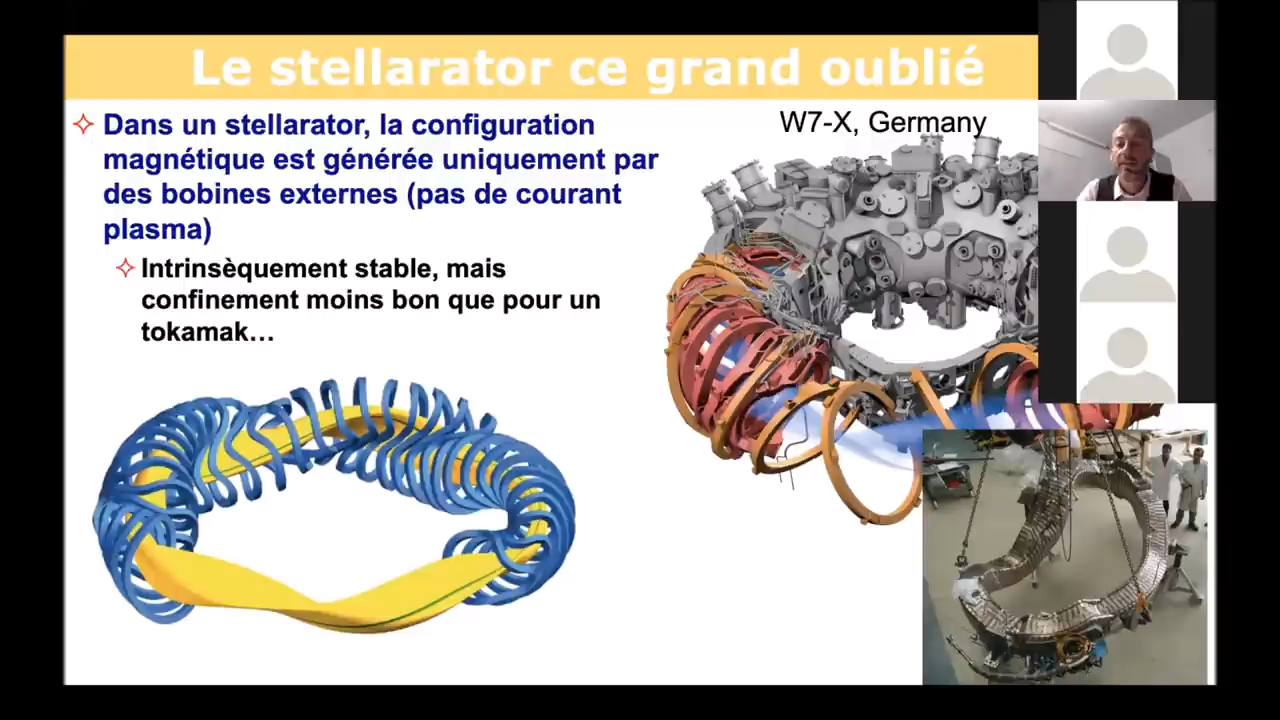 Le stellarator ce grand oublié
Dans un stellarator, la configuration
magnétique est générée uniquement par
des bobines externes (pas de courant
plasma)
Intrinsèquement stable, mais
confinement moins bon que pour un
tokamak…
W7-X, Germany